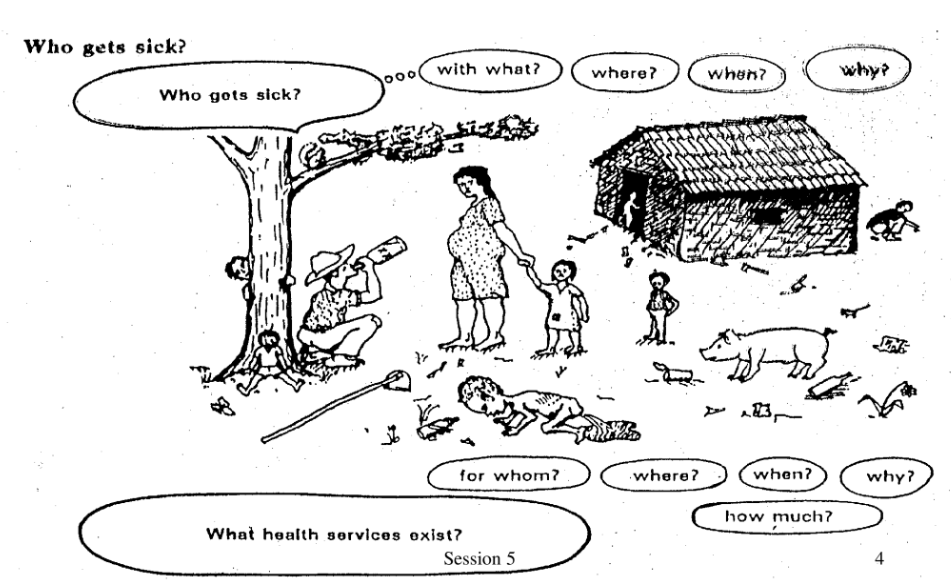 Who gets sick?
with what?
where?
when?
why?
Who gets sick?
for whom?
where?
when?
why?
how much?
What health services exist?
Session 5
4